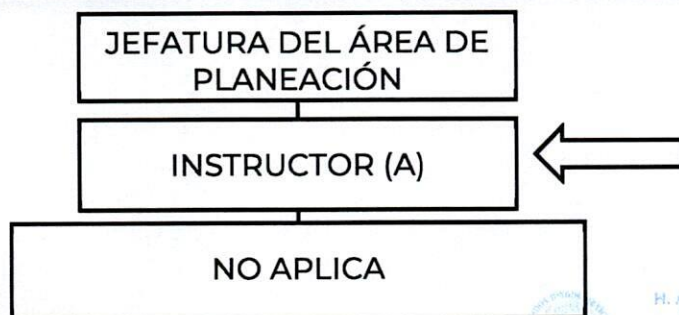 JEFATURA DEL ÁREA DE
PLANEACIÓN
INSTRUCTOR (A)
NO APLICA
H.